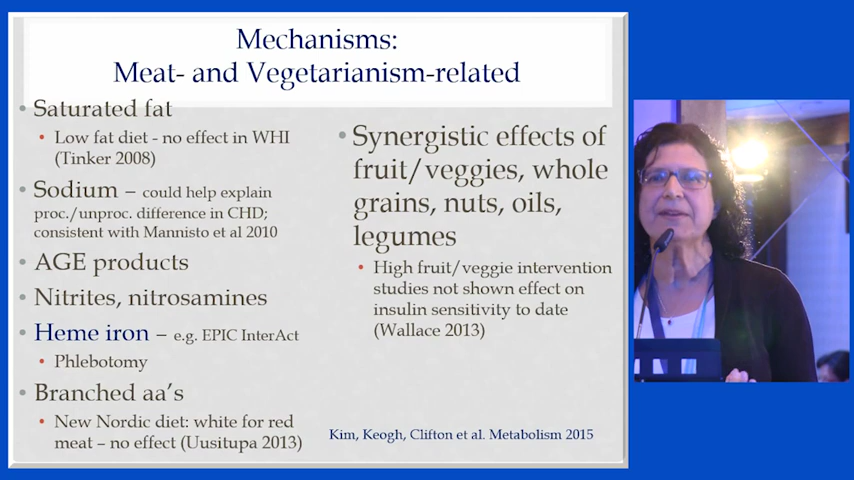 Mechanisms:
Meat- and Vegetarianism-related
Saturated fat
Low fat diet - no effect in WHI
(Tinker 2008)
Sodium – could help explain
proc./unproc. difference in CHD;
consistent with Mannisto et al 2010
AGE products
Nitrites, nitrosamines
Heme iron – e.g. EPIC InterAct
Phlebotomy
Branched aa's
New Nordic diet: white for red
meat – no effect (Uusitupa 2013)
Synergistic effects of
fruit/veggies, whole
grains, nuts, oils,
legumes
High fruit/veggie intervention
studies not shown effect on
insulin sensitivity to date
(Wallace 2013)
Kim, Keogh, Clifton et al. Metabolism 2015